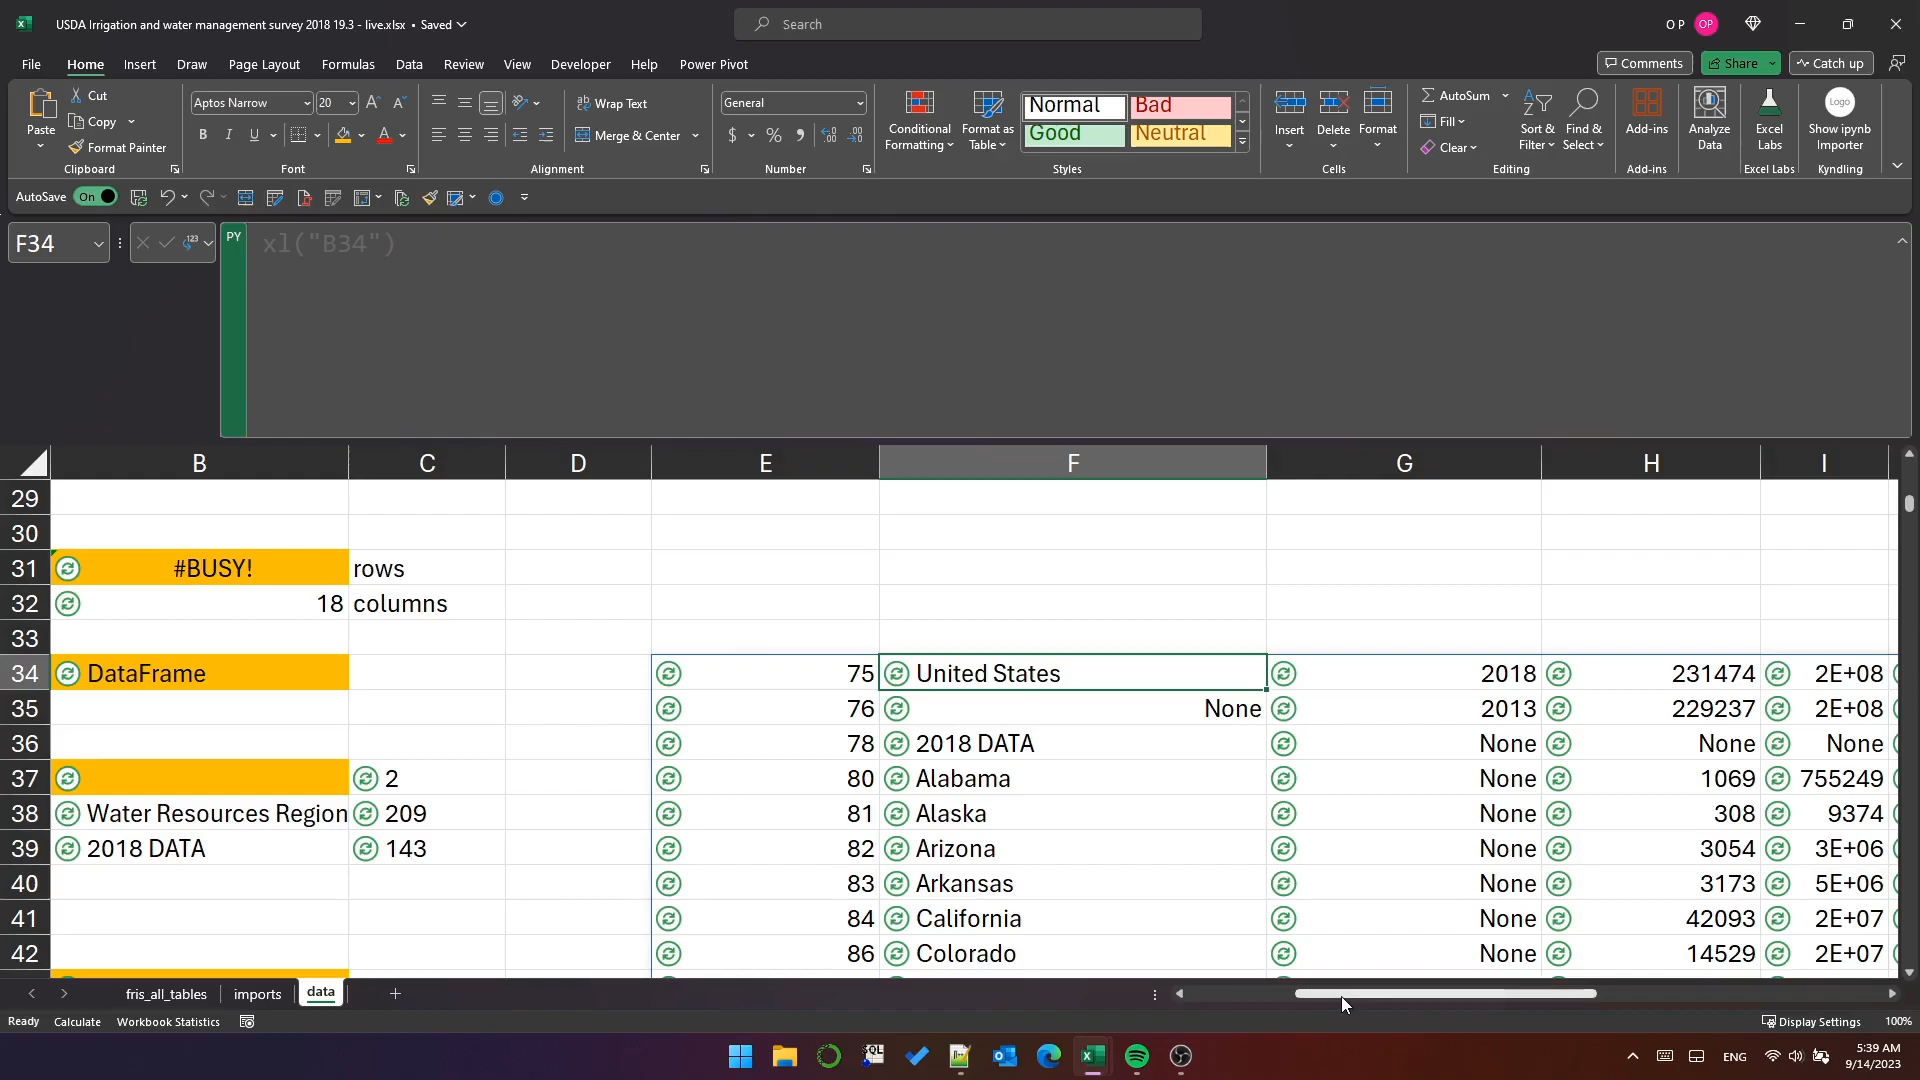 USDA Irrigation and water management survey 2018 19.3 - live.xlsx • Saved
Search
O P OP
File Home Insert Draw Page Layout Formulas Data Review View Developer Help Power Pivot
Comments Share Catch up
Paste Cut Copy Format Painter
Clipboard
Aptos Narrow 20
B I U
Font
Wrap Text
Merge & Center
Alignment
General
$ % ,
Number
Conditional Formatting
Format as Table
Normal Bad
Good Neutral
Styles
Insert Delete Format
Cells
AutoSum
Fill
Clear
Sort & Filter
Find & Select
Editing
Add-ins
Add-ins
Analyze Data
Excel Labs
Excel Labs
Logo
Show ipynb Importer
Kyndling
AutoSave On
F34
PY
xl("B34")
B C D E F G H I
29
30
31 #BUSY! rows
32 18 columns
33
34 DataFrame 75 United States 2018 231474 2E+08
35 76 None 2013 229237 2E+08
36 78 2018 DATA None None None
37 2 80 Alabama None 1069 755249
38 Water Resources Region 209 81 Alaska None 308 9374
39 2018 DATA 143 82 Arizona None 3054 3E+06
40 83 Arkansas None 3173 5E+06
41 84 California None 42093 2E+07
42 86 Colorado None 14529 2E+07
fris_all_tables imports data
Ready Calculate Workbook Statistics
Display Settings 100%
SQL
ENG
5:39 AM
9/14/2023